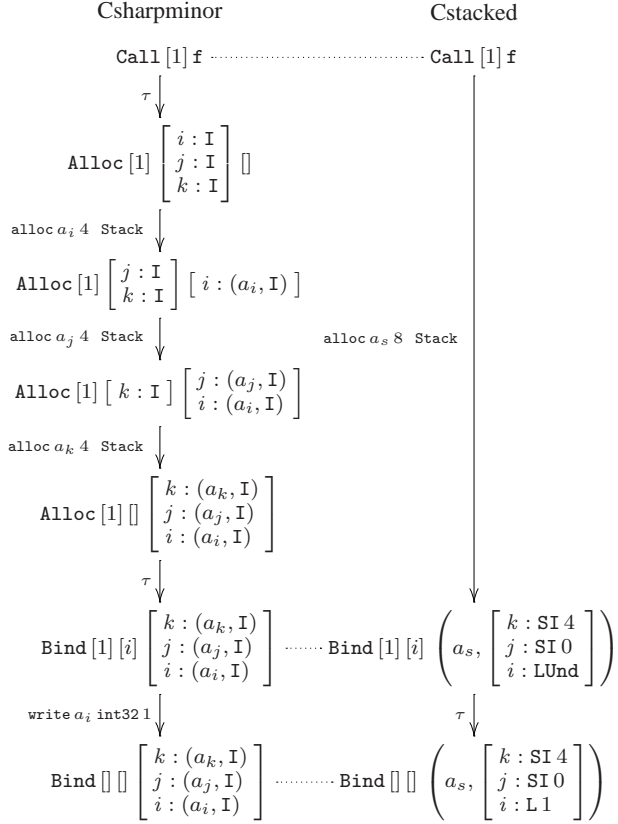 Csharpminor Cstacked
Call [1] f Call [1] f
τ
i : I
Alloc [1] j : I []
k : I
alloc a_i 4 Stack
Alloc [1] [ j : I k : I ] [ i : (a_i, I) ]
alloc a_j 4 Stack alloc a_s 8 Stack
Alloc [1] [ k : I ] [ j : (a_j, I) i : (a_i, I) ]
alloc a_k 4 Stack
k : (a_k, I)
Alloc [1] [] j : (a_j, I)
i : (a_i, I)
τ
k : (a_k, I) k : SI 4
Bind [1] [i] j : (a_j, I) Bind [1] [i] ( a_s, j : SI 0 )
i : (a_i, I) i : LUnd
write a_i int32 1 τ
k : (a_k, I) k : SI 4
Bind [] [] j : (a_j, I) Bind [] [] ( a_s, j : SI 0 )
i : (a_i, I) i : L 1